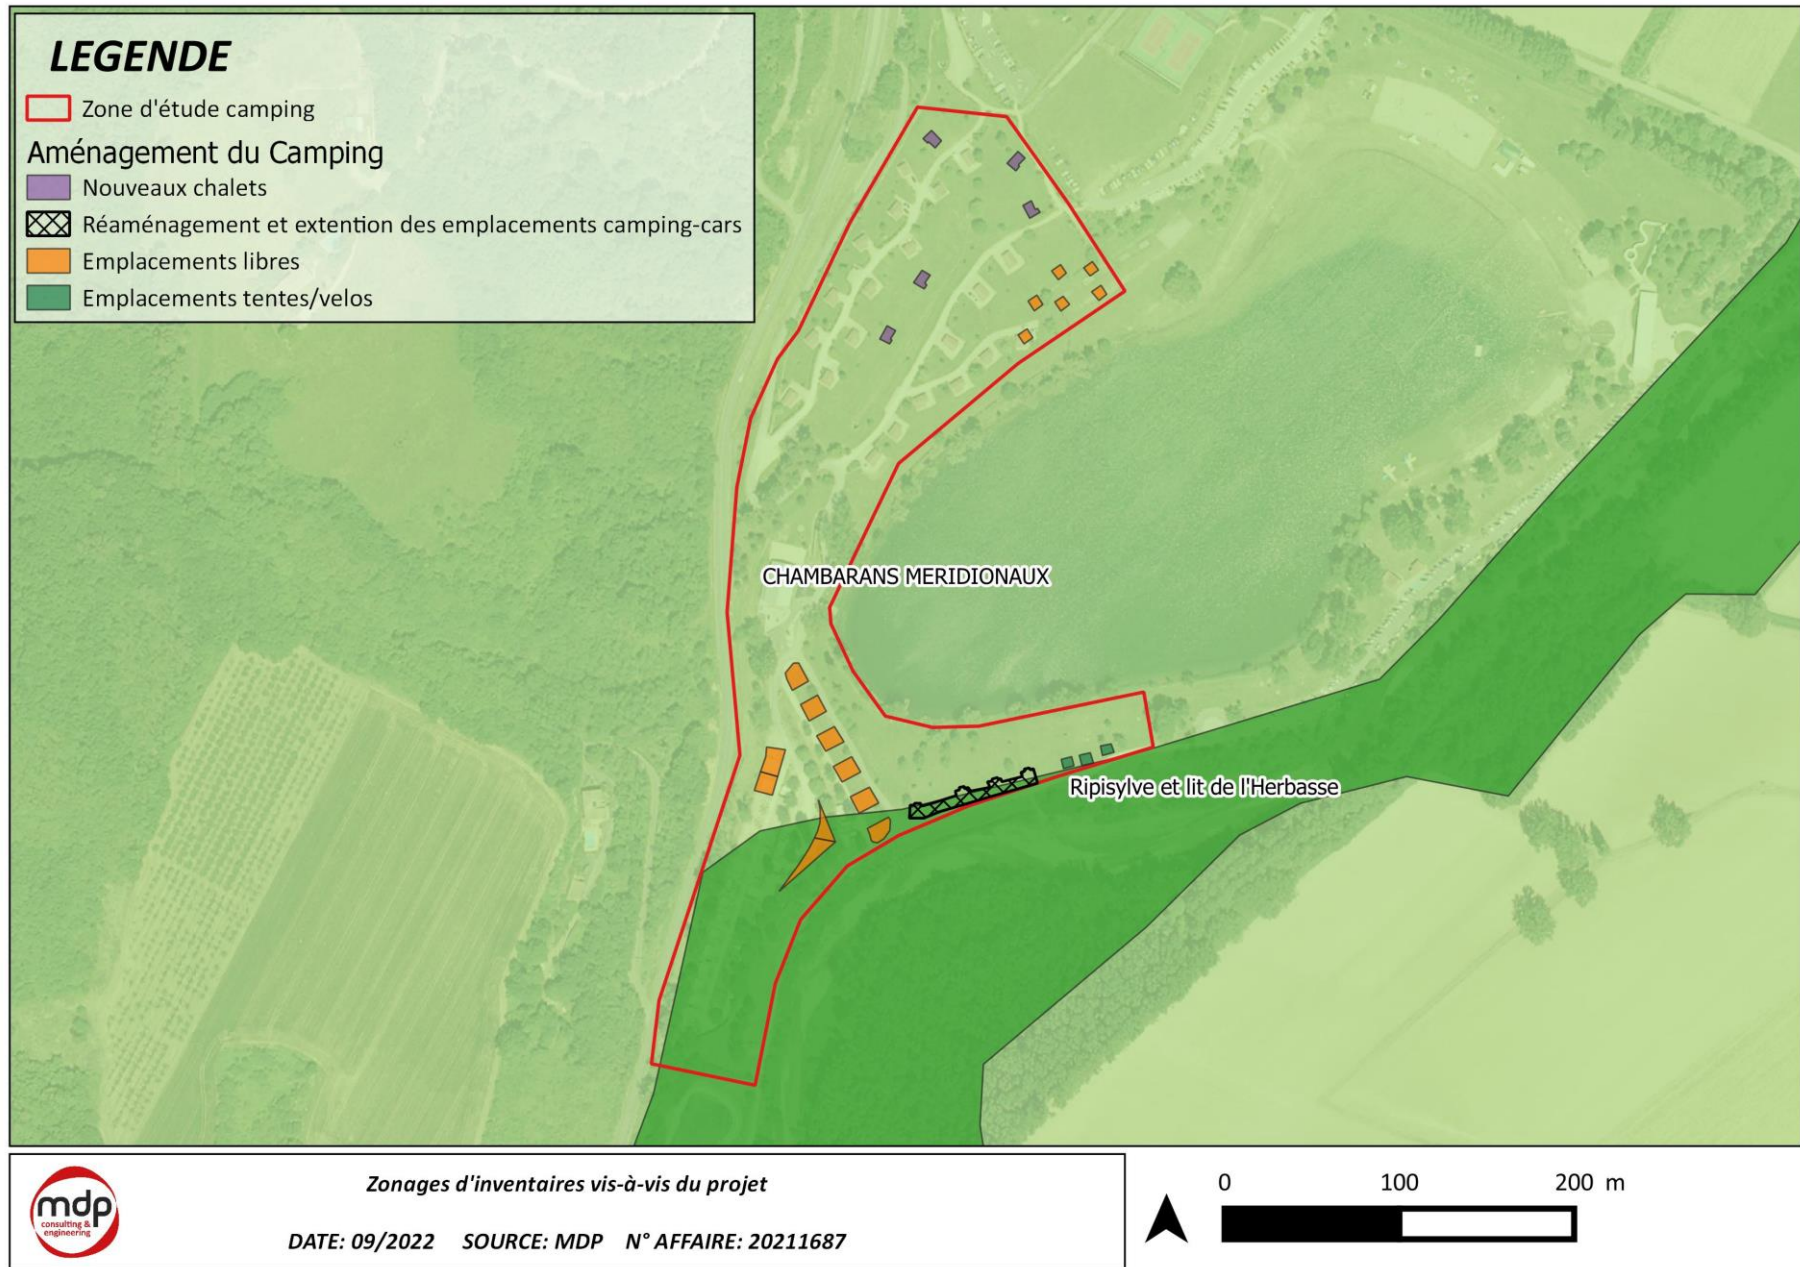 LEGENDE
Zone d'étude camping
Aménagement du Camping
Nouveaux chalets
Réaménagement et extention des emplacements camping-cars
Emplacements libres
Emplacements tentes/velos
CHAMBARANS MERIDIONAUX
Ripisylve et lit de l'Herbasse
mdp
consulting &
engineering
Zonages d'inventaires vis-à-vis du projet
DATE: 09/2022 SOURCE: MDP N° AFFAIRE: 20211687
0 100 200 m